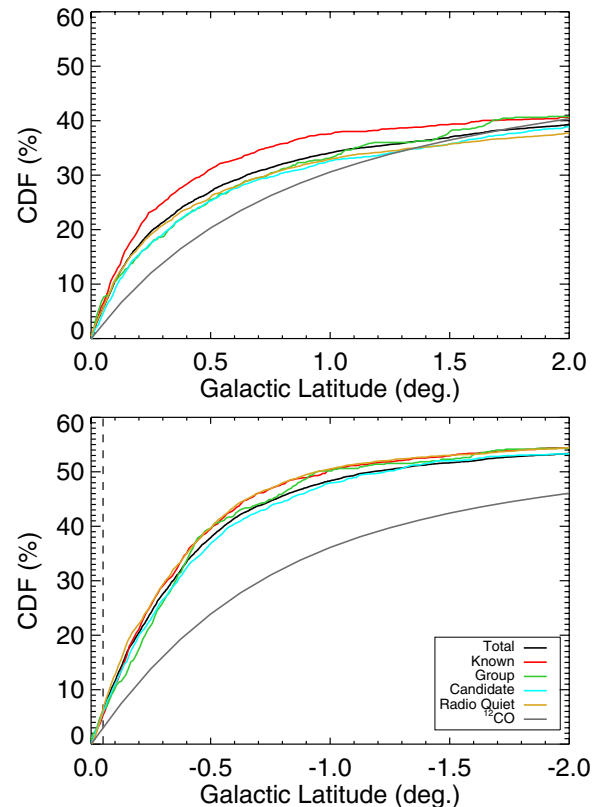 60
50
40
30
20
10
0
CDF (%)
0.0 0.5 1.0 1.5 2.0
Galactic Latitude (deg.)
60
50
40
30
20
10
0
CDF (%)
Total
Known
Group
Candidate
Radio Quiet
¹²CO
0.0 -0.5 -1.0 -1.5 -2.0
Galactic Latitude (deg.)